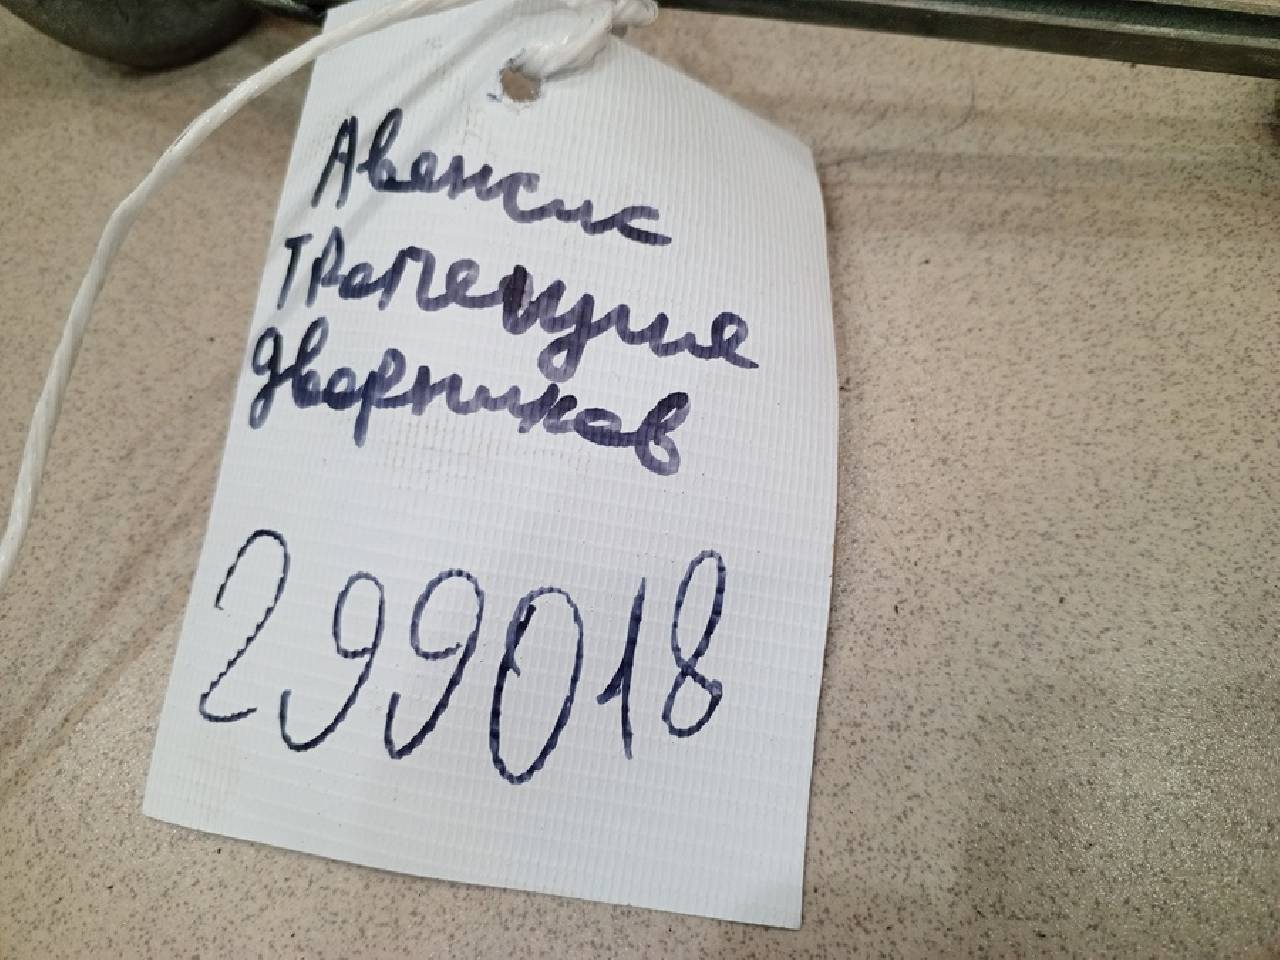 Авенсис
Трапеция
дворников
299018